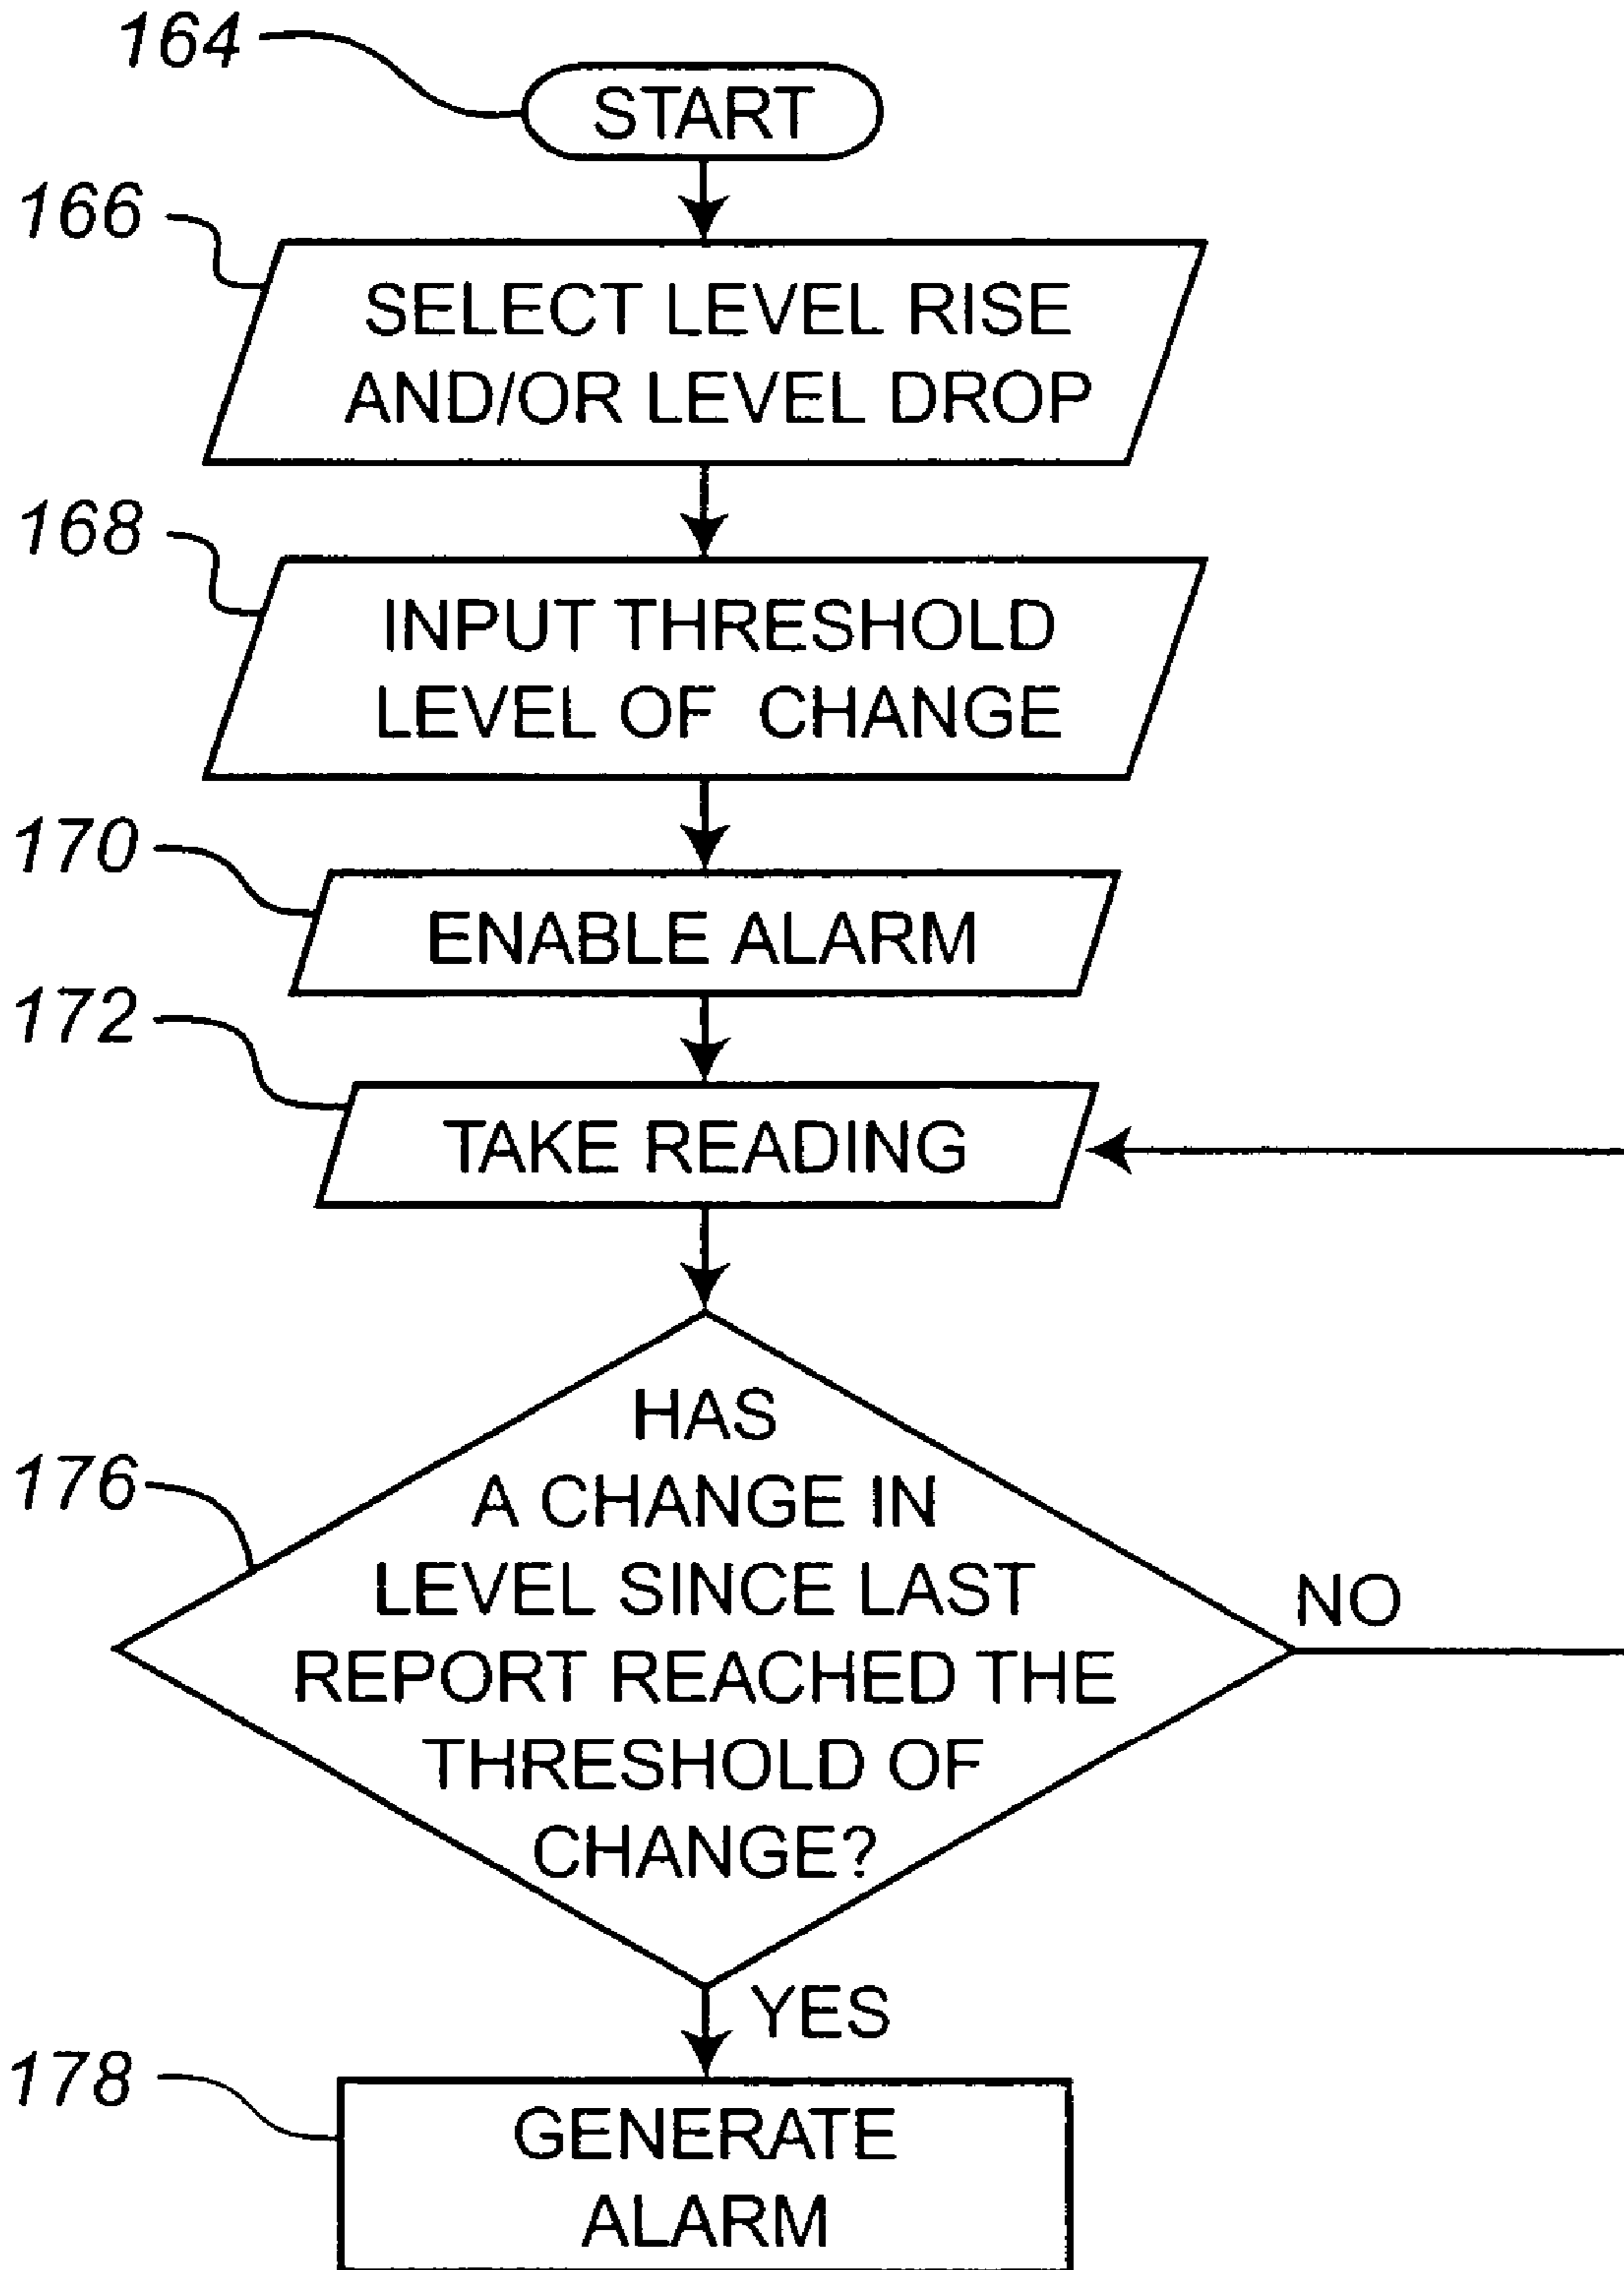 164
START
166
SELECT LEVEL RISE
AND/OR LEVEL DROP
168
INPUT THRESHOLD
LEVEL OF CHANGE
170
ENABLE ALARM
172
TAKE READING
HAS
A CHANGE IN
176
LEVEL SINCE LAST
REPORT REACHED THE
THRESHOLD OF
CHANGE?
NO
YES
178
GENERATE
ALARM